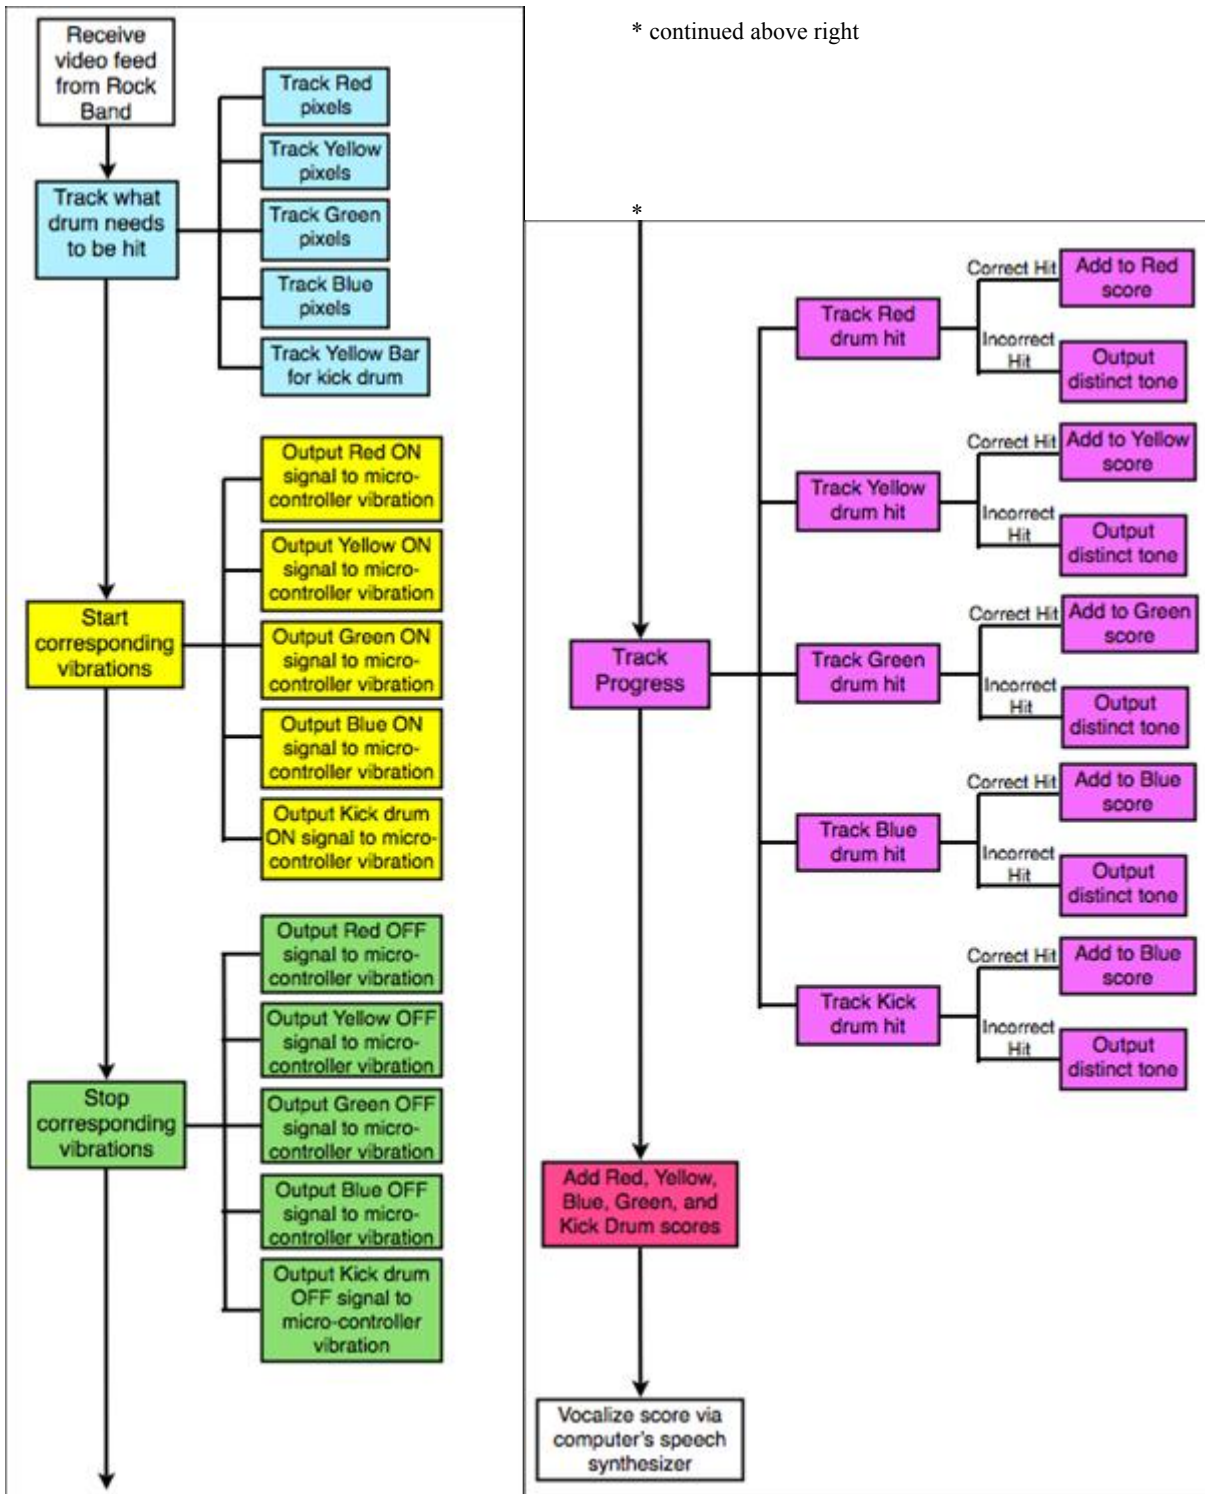 Receive
video feed
from Rock
Band
Track what
drum needs
to be hit
Track Red
pixels
Track Yellow
pixels
Track Green
pixels
Track Blue
pixels
Track Yellow Bar
for kick drum
Start
corresponding
vibrations
Output Red ON
signal to micro-
controller vibration
Output Yellow ON
signal to micro-
controller vibration
Output Green ON
signal to micro-
controller vibration
Output Blue ON
signal to micro-
controller vibration
Output Kick drum
ON signal to micro-
controller vibration
Stop
corresponding
vibrations
Output Red OFF
signal to micro-
controller vibration
Output Yellow OFF
signal to micro-
controller vibration
Output Green OFF
signal to micro-
controller vibration
Output Blue OFF
signal to micro-
controller vibration
Output Kick drum
OFF signal to
micro-controller
vibration
* continued above right
*
Track
Progress
Track Red
drum hit
Correct Hit
Add to Red
score
Incorrect
Hit
Output
distinct tone
Track Yellow
drum hit
Correct Hit
Add to Yellow
score
Incorrect
Hit
Output
distinct tone
Track Green
drum hit
Correct Hit
Add to Green
score
Incorrect
Hit
Output
distinct tone
Track Blue
drum hit
Correct Hit
Add to Blue
score
Incorrect
Hit
Output
distinct tone
Track Kick
drum hit
Correct Hit
Add to Blue
score
Incorrect
Hit
Output
distinct tone
Add Red, Yellow,
Blue, Green, and
Kick Drum scores
Vocalize score via
computer's speech
synthesizer